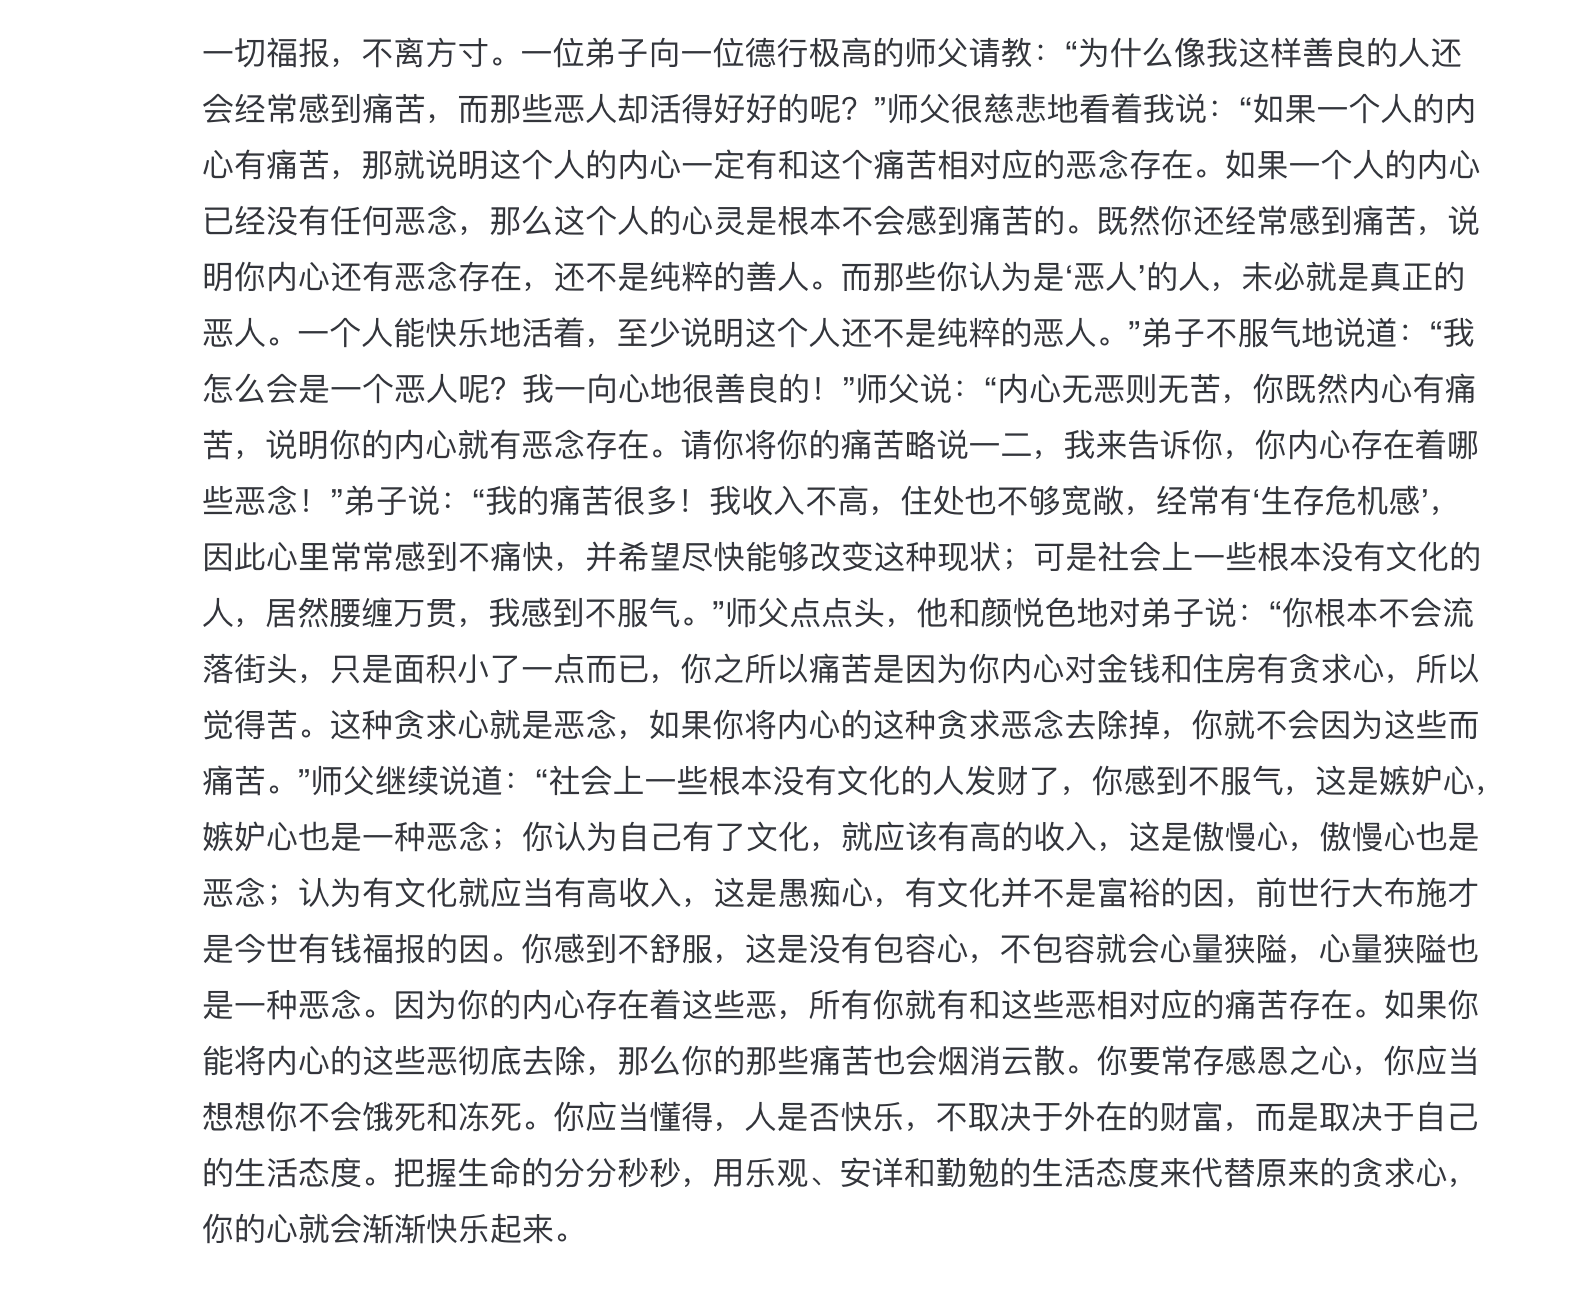 一切福报，不离方寸。一位弟子向一位德行极高的师父请教：“为什么像我这样善良的人还
会经常感到痛苦，而那些恶人却活得好好的呢？”师父很慈悲地看着我说：“如果一个人的内
心有痛苦，那就说明这个人的内心一定有和这个痛苦相对应的恶念存在。如果一个人的内心
已经没有任何恶念，那么这个人的心灵是根本不会感到痛苦的。既然你还经常感到痛苦，说
明你内心还有恶念存在，还不是纯粹的善人。而那些你认为是‘恶人’的人，未必就是真正的
恶人。一个人能快乐地活着，至少说明这个人还不是纯粹的恶人。”弟子不服气地说道：“我
怎么会是一个恶人呢？我一向心地很善良的！”师父说：“内心无恶则无苦，你既然内心有痛
苦，说明你的内心就有恶念存在。请你将你的痛苦略说一二，我来告诉你，你内心存在着哪
些恶念！”弟子说：“我的痛苦很多！我收入不高，住处也不够宽敞，经常有‘生存危机感’，
因此心里常常感到不痛快，并希望尽快能够改变这种现状；可是社会上一些根本没有文化的
人，居然腰缠万贯，我感到不服气。”师父点点头，他和颜悦色地对弟子说：“你根本不会流
落街头，只是面积小了一点而已，你之所以痛苦是因为你内心对金钱和住房有贪求心，所以
觉得苦。这种贪求心就是恶念，如果你将内心的这种贪求恶念去除掉，你就不会因为这些而
痛苦。”师父继续说道：“社会上一些根本没有文化的人发财了，你感到不服气，这是嫉妒心，
嫉妒心也是一种恶念；你认为自己有了文化，就应该有高的收入，这是傲慢心，傲慢心也是
恶念；认为有文化就应当有高收入，这是愚痴心，有文化并不是富裕的因，前世行大布施才
是今世有钱福报的因。你感到不舒服，这是没有包容心，不包容就会心量狭隘，心量狭隘也
是一种恶念。因为你的内心存在着这些恶，所有你就有和这些恶相对应的痛苦存在。如果你
能将内心的这些恶彻底去除，那么你的那些痛苦也会烟消云散。你要常存感恩之心，你应当
想想你不会饿死和冻死。你应当懂得，人是否快乐，不取决于外在的财富，而是取决于自己
的生活态度。把握生命的分分秒秒，用乐观、安详和勤勉的生活态度来代替原来的贪求心，
你的心就会渐渐快乐起来。